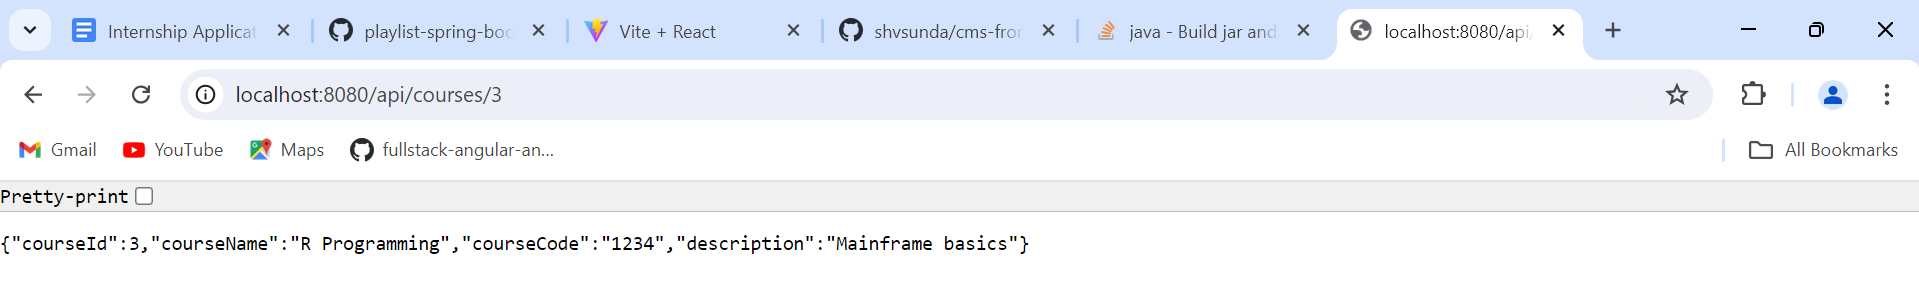 Internship Applicat
playlist-spring-boo
Vite + React
shvsunda/cms-fror
java - Build jar and
localhost:8080/api/
localhost:8080/api/courses/3
Gmail
YouTube
Maps
fullstack-angular-an...
All Bookmarks
Pretty-print
{"courseId":3,"courseName":"R Programming","courseCode":"1234","description":"Mainframe basics"}